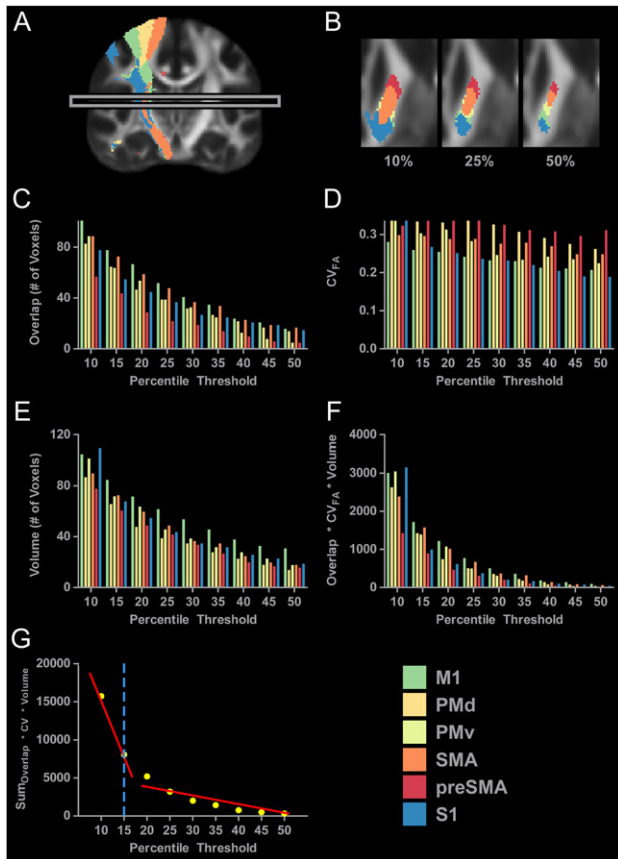 A
B
10% 25% 50%
C
Overlap (# of Voxels)
80
40
0
10 15 20 25 30 35 40 45 50
Percentile Threshold
D
CV_FA
0.3
0.2
0.1
0.0
10 15 20 25 30 35 40 45 50
Percentile Threshold
E
Volume (# of Voxels)
120
80
40
0
10 15 20 25 30 35 40 45 50
Percentile Threshold
F
Overlap * CV_FA * Volume
4000
3000
2000
1000
0
10 15 20 25 30 35 40 45 50
Percentile Threshold
G
Sum_Overlap * CV * Volume
20000
15000
10000
5000
0
10 15 20 25 30 35 40 45 50
Percentile Threshold
M1
PMd
PMv
SMA
preSMA
S1